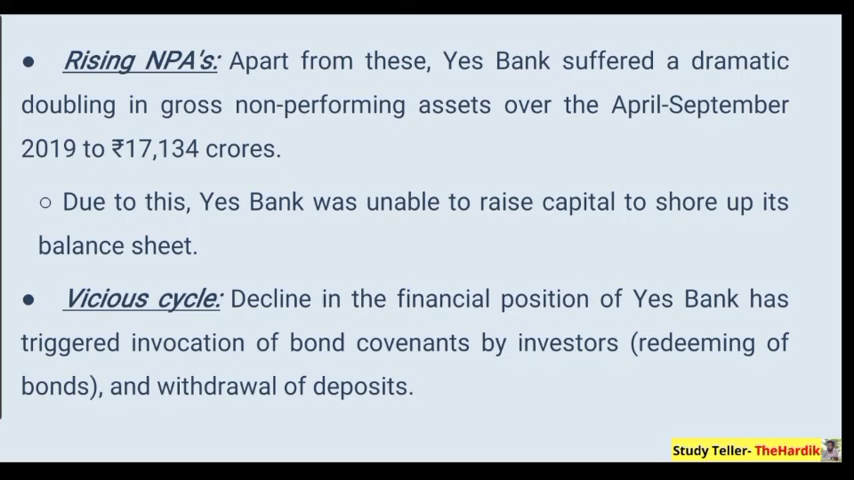 ● Rising NPA's: Apart from these, Yes Bank suffered a dramatic
doubling in gross non-performing assets over the April-September
2019 to ₹17,134 crores.
○ Due to this, Yes Bank was unable to raise capital to shore up its
balance sheet.
● Vicious cycle: Decline in the financial position of Yes Bank has
triggered invocation of bond covenants by investors (redeeming of
bonds), and withdrawal of deposits.
Study Teller- TheHardik